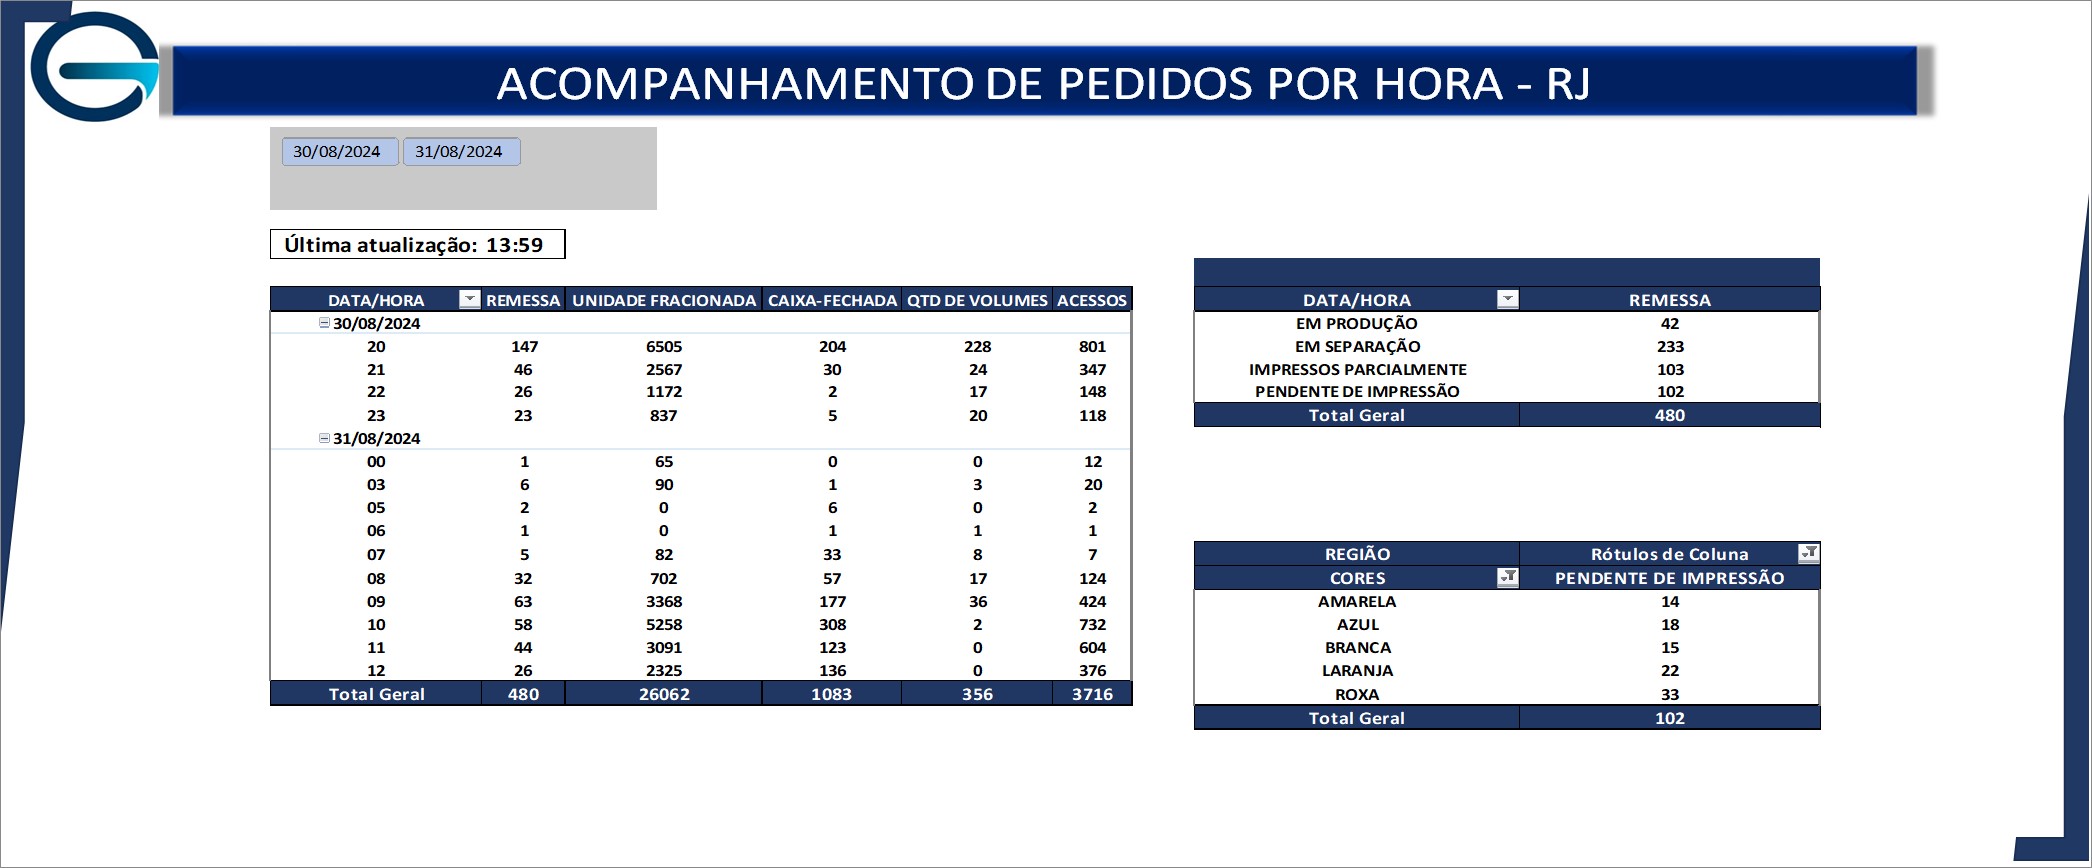 ACOMPANHAMENTO DE PEDIDOS POR HORA - RJ
30/08/2024 31/08/2024
Última atualização: 13:59
DATA/HORA REMESSA UNIDADE FRACIONADA CAIXA-FECHADA QTD DE VOLUMES ACESSOS
30/08/2024
20 147 6505 204 228 801
21 46 2567 30 24 347
22 26 1172 2 17 148
23 23 837 5 20 118
31/08/2024
00 1 65 0 0 12
03 6 90 1 3 20
05 2 0 6 0 2
06 1 0 1 1 1
07 5 82 33 8 7
08 32 702 57 17 124
09 63 3368 177 36 424
10 58 5258 308 2 732
11 44 3091 123 0 604
12 26 2325 136 0 376
Total Geral 480 26062 1083 356 3716
DATA/HORA REMESSA
EM PRODUÇÃO 42
EM SEPARAÇÃO 233
IMPRESSOS PARCIALMENTE 103
PENDENTE DE IMPRESSÃO 102
Total Geral 480
REGIÃO Rótulos de Coluna
CORES PENDENTE DE IMPRESSÃO
AMARELA 14
AZUL 18
BRANCA 15
LARANJA 22
ROXA 33
Total Geral 102